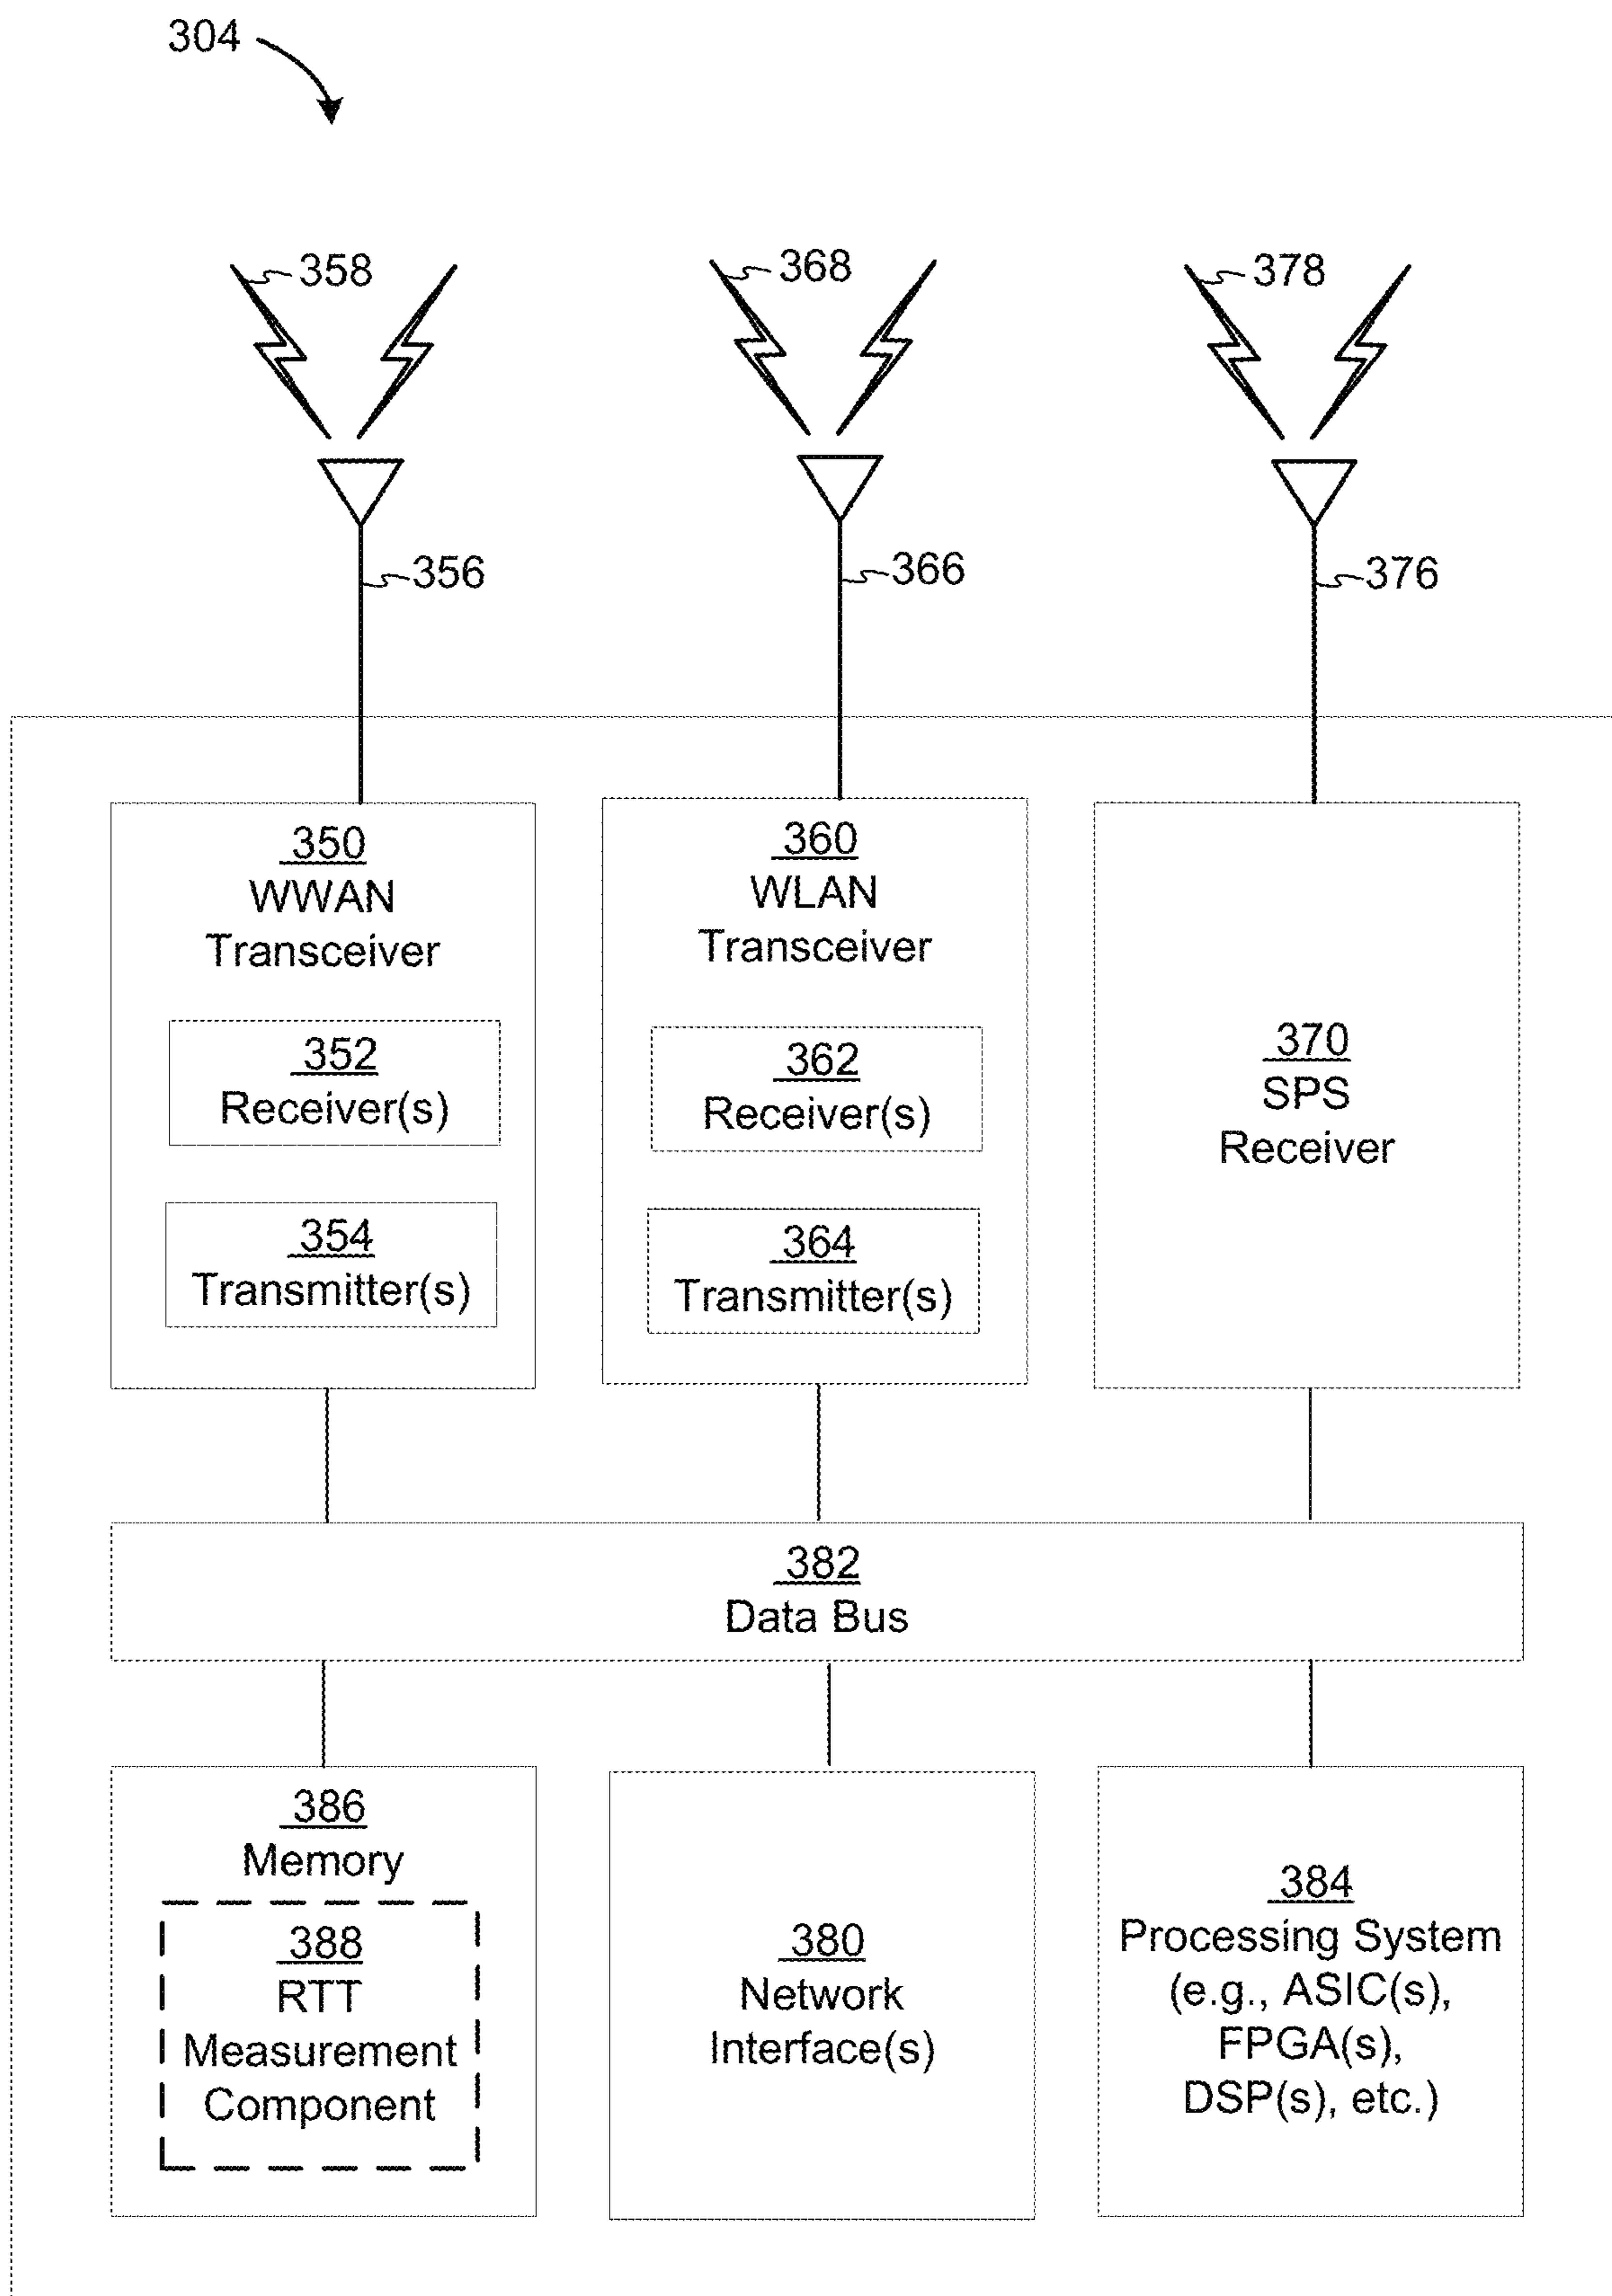 304
358
368
378
356
366
376
350
WWAN
Transceiver
352
Receiver(s)
354
Transmitter(s)
360
WLAN
Transceiver
362
Receiver(s)
364
Transmitter(s)
370
SPS
Receiver
382
Data Bus
386
Memory
388
RTT
Measurement
Component
380
Network
Interface(s)
384
Processing System
(e.g., ASIC(s),
FPGA(s),
DSP(s), etc.)